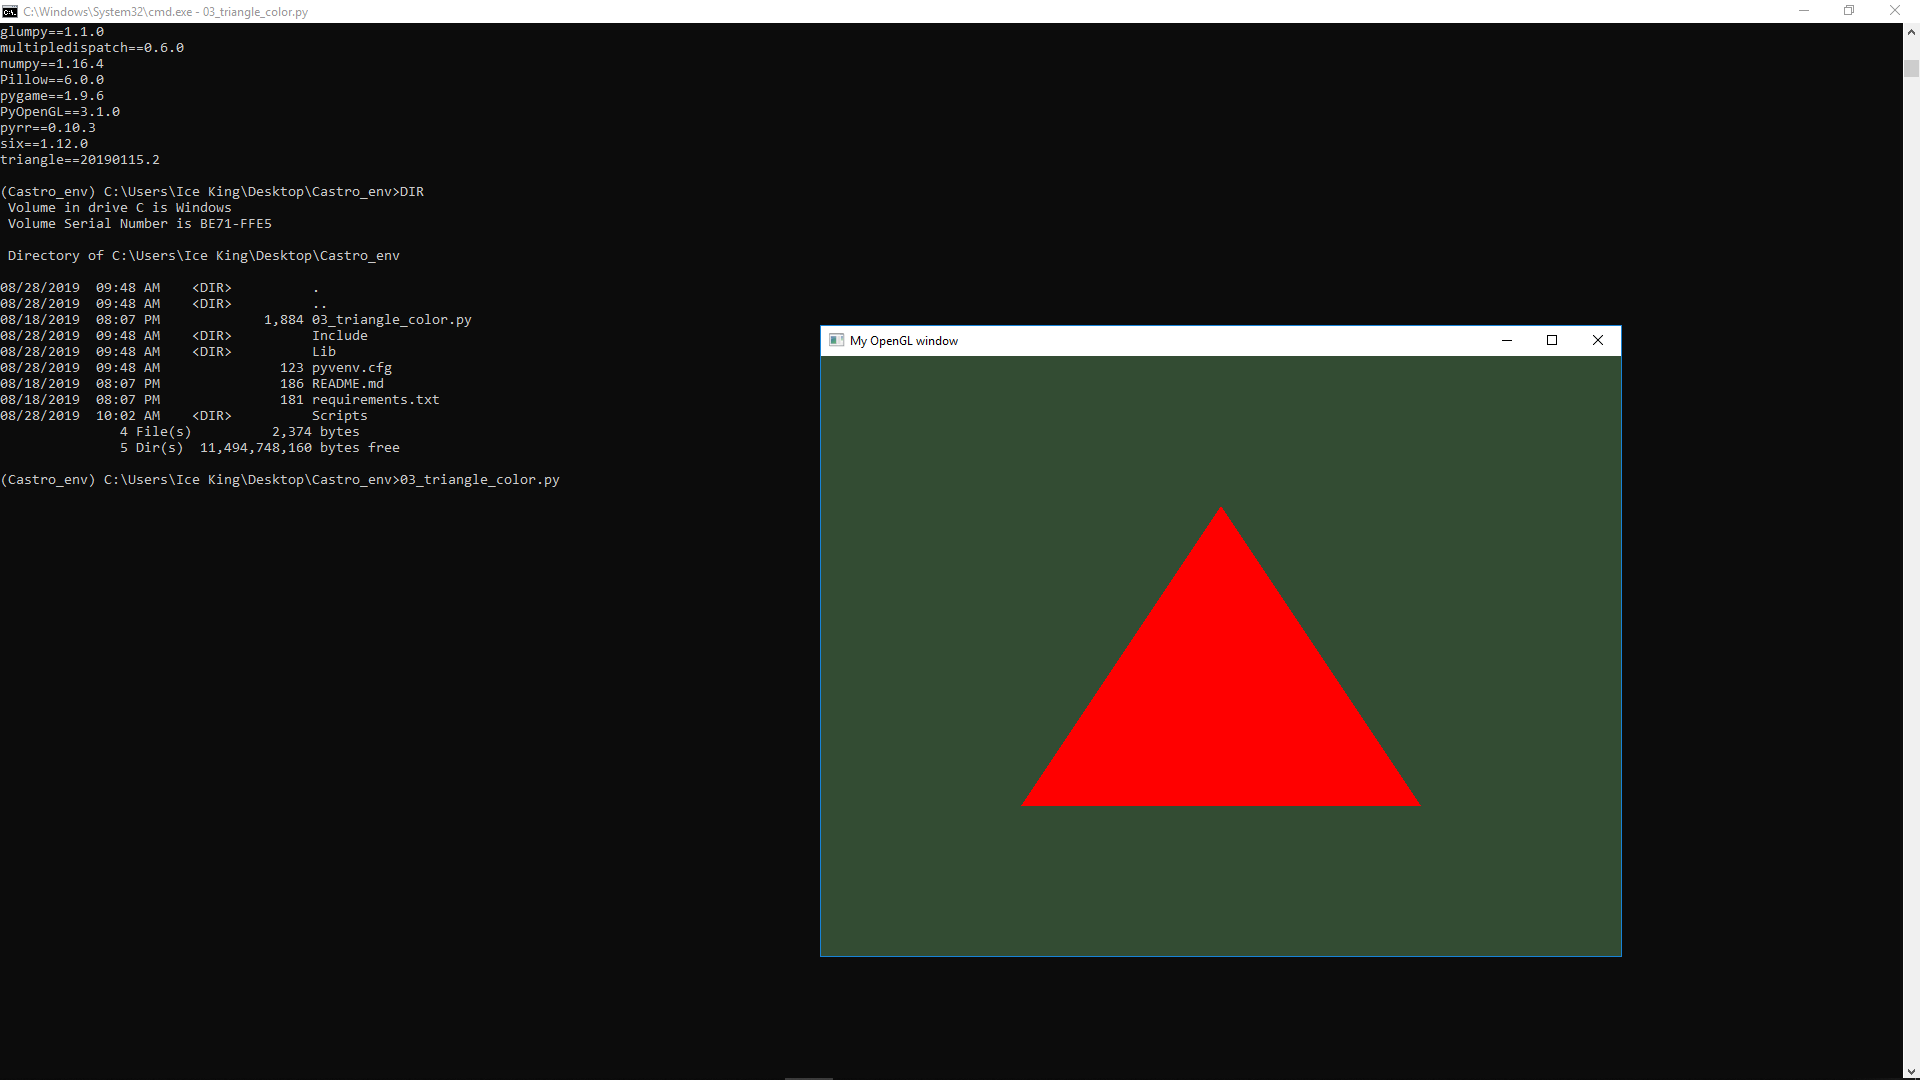 C:\Windows\System32\cmd.exe - 03_triangle_color.py
glumpy==1.1.0
multipledispatch==0.6.0
numpy==1.16.4
Pillow==6.0.0
pygame==1.9.6
PyOpenGL==3.1.0
pyrr==0.10.3
six==1.12.0
triangle==20190115.2
(Castro_env) C:\Users\Ice King\Desktop\Castro_env>DIR
Volume in drive C is Windows
Volume Serial Number is BE71-FFE5
Directory of C:\Users\Ice King\Desktop\Castro_env
08/28/2019  09:48 AM    <DIR>          .
08/28/2019  09:48 AM    <DIR>          ..
08/18/2019  08:07 PM             1,884 03_triangle_color.py
08/28/2019  09:48 AM    <DIR>          Include
08/28/2019  09:48 AM    <DIR>          Lib
08/28/2019  09:48 AM               123 pyvenv.cfg
08/18/2019  08:07 PM               186 README.md
08/18/2019  08:07 PM               181 requirements.txt
08/28/2019  10:02 AM    <DIR>          Scripts
4 File(s)          2,374 bytes
5 Dir(s)  11,494,748,160 bytes free
(Castro_env) C:\Users\Ice King\Desktop\Castro_env>03_triangle_color.py
My OpenGL window